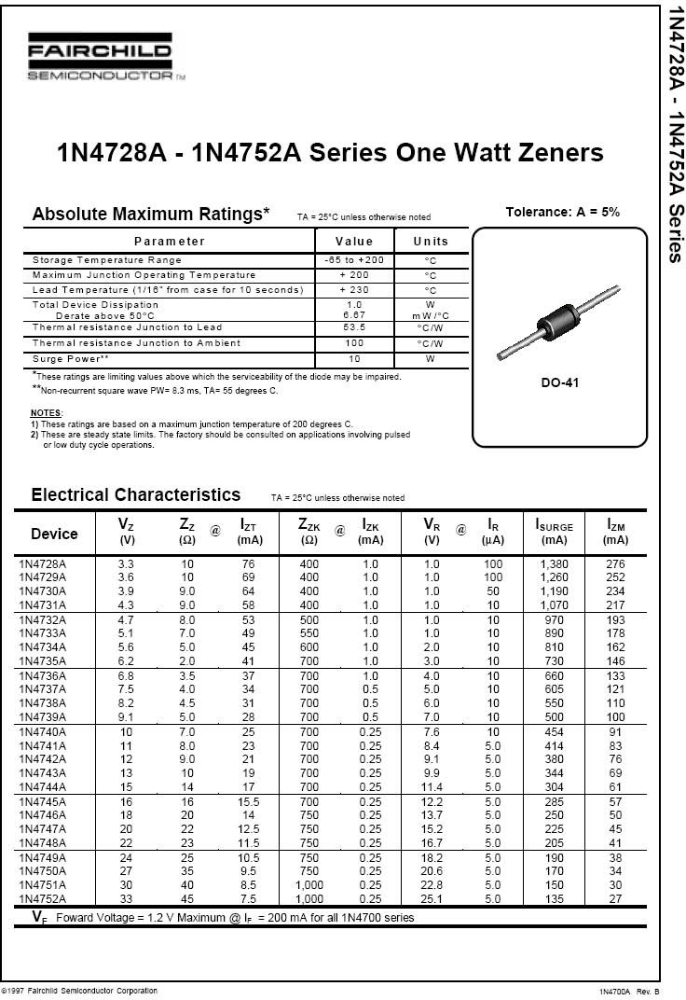 1N4728A - 1N4752A Series
FAIRCHILD
SEMICONDUCTOR TM
1N4728A - 1N4752A Series One Watt Zeners
Absolute Maximum Ratings* TA = 25°C unless otherwise noted
Tolerance: A = 5%
Parameter Value Units
Storage Temperature Range -65 to +200 °C
Maximum Junction Operating Temperature + 200 °C
Lead Temperature (1/16" from case for 10 seconds) + 230 °C
Total Device Dissipation 1.0 W
Derate above 50°C 6.67 mW/°C
Thermal resistance Junction to Lead 53.5 °C/W
Thermal resistance Junction to Ambient 100 °C/W
Surge Power** 10 W
*These ratings are limiting values above which the serviceability of the diode may be impaired.
**Non-recurrent square wave PW= 8.3 ms, TA= 55 degrees C.
DO-41
NOTES:
1) These ratings are based on a maximum junction temperature of 200 degrees C.
2) These are steady state limits. The factory should be consulted on applications involving pulsed
or low duty cycle operations.
Electrical Characteristics TA = 25°C unless otherwise noted
Device VZ ZZ @ IZT ZZK @ IZK VR @ IR ISURGE IZM
(V) (Ω) (mA) (Ω) (mA) (V) (µA) (mA) (mA)
1N4728A 3.3 10 76 400 1.0 1.0 100 1,380 276
1N4729A 3.6 10 69 400 1.0 1.0 100 1,260 252
1N4730A 3.9 9.0 64 400 1.0 1.0 50 1,190 234
1N4731A 4.3 9.0 58 400 1.0 1.0 10 1,070 217
1N4732A 4.7 8.0 53 500 1.0 1.0 10 970 193
1N4733A 5.1 7.0 49 550 1.0 1.0 10 890 178
1N4734A 5.6 5.0 45 600 1.0 2.0 10 810 162
1N4735A 6.2 2.0 41 700 1.0 3.0 10 730 146
1N4736A 6.8 3.5 37 700 1.0 4.0 10 660 133
1N4737A 7.5 4.0 34 700 0.5 5.0 10 605 121
1N4738A 8.2 4.5 31 700 0.5 6.0 10 550 110
1N4739A 9.1 5.0 28 700 0.5 7.0 10 500 100
1N4740A 10 7.0 25 700 0.25 7.6 10 454 91
1N4741A 11 8.0 23 700 0.25 8.4 5.0 414 83
1N4742A 12 9.0 21 700 0.25 9.1 5.0 380 76
1N4743A 13 10 19 700 0.25 9.9 5.0 344 69
1N4744A 15 14 17 700 0.25 11.4 5.0 304 61
1N4745A 16 16 15.5 700 0.25 12.2 5.0 285 57
1N4746A 18 20 14 750 0.25 13.7 5.0 250 50
1N4747A 20 22 12.5 750 0.25 15.2 5.0 225 45
1N4748A 22 23 11.5 750 0.25 16.7 5.0 205 41
1N4749A 24 25 10.5 750 0.25 18.2 5.0 190 38
1N4750A 27 35 9.5 750 0.25 20.6 5.0 170 34
1N4751A 30 40 8.5 1,000 0.25 22.8 5.0 150 30
1N4752A 33 45 7.5 1,000 0.25 25.1 5.0 135 27
VF Foward Voltage = 1.2 V Maximum @ IF = 200 mA for all 1N4700 series
©1997 Fairchild Semiconductor Corporation
1N4700A Rev. B